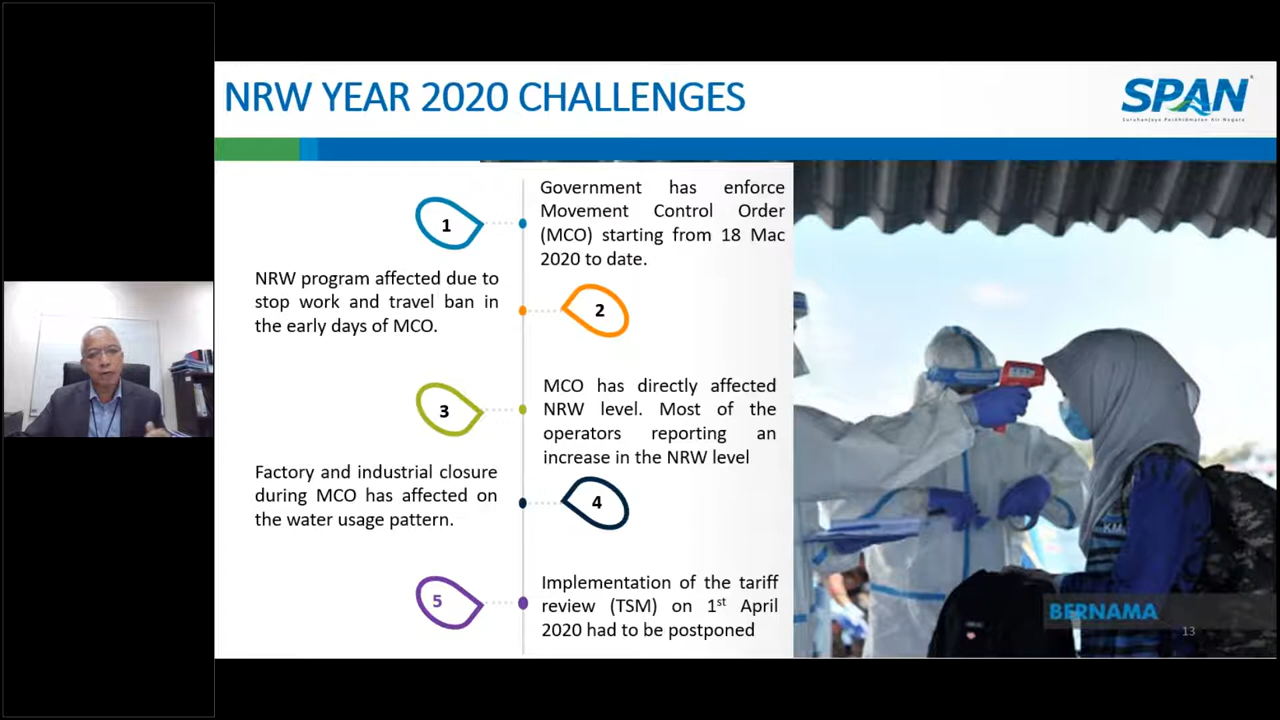 NRW YEAR 2020 CHALLENGES
SPAN
Suruhanjaya Perkhidmatan Air Negara
1
Government has enforce
Movement Control Order
(MCO) starting from 18 Mac
2020 to date.
NRW program affected due to
stop work and travel ban in
the early days of MCO.
2
3
MCO has directly affected
NRW level. Most of the
operators reporting an
increase in the NRW level
Factory and industrial closure
during MCO has affected on
the water usage pattern.
4
5
Implementation of the tariff
review (TSM) on 1st April
2020 had to be postponed
KM
BERNAMA
13